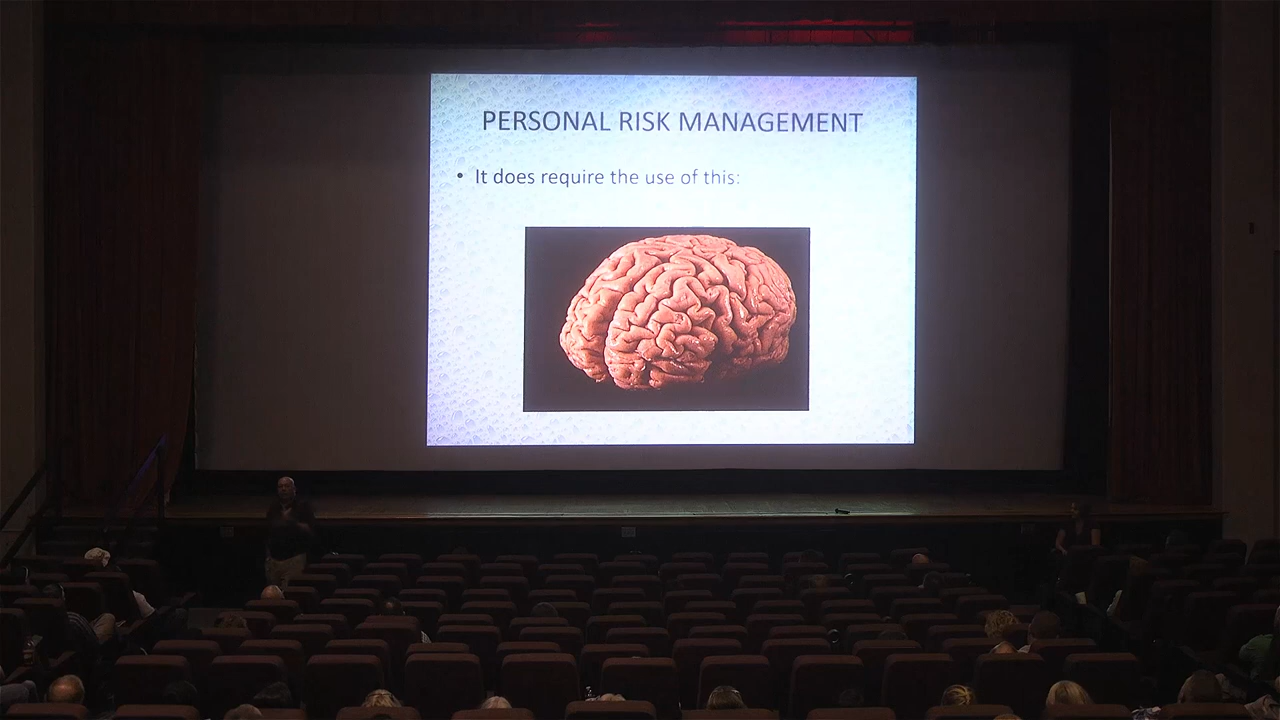 PERSONAL RISK MANAGEMENT
• It does require the use of this: